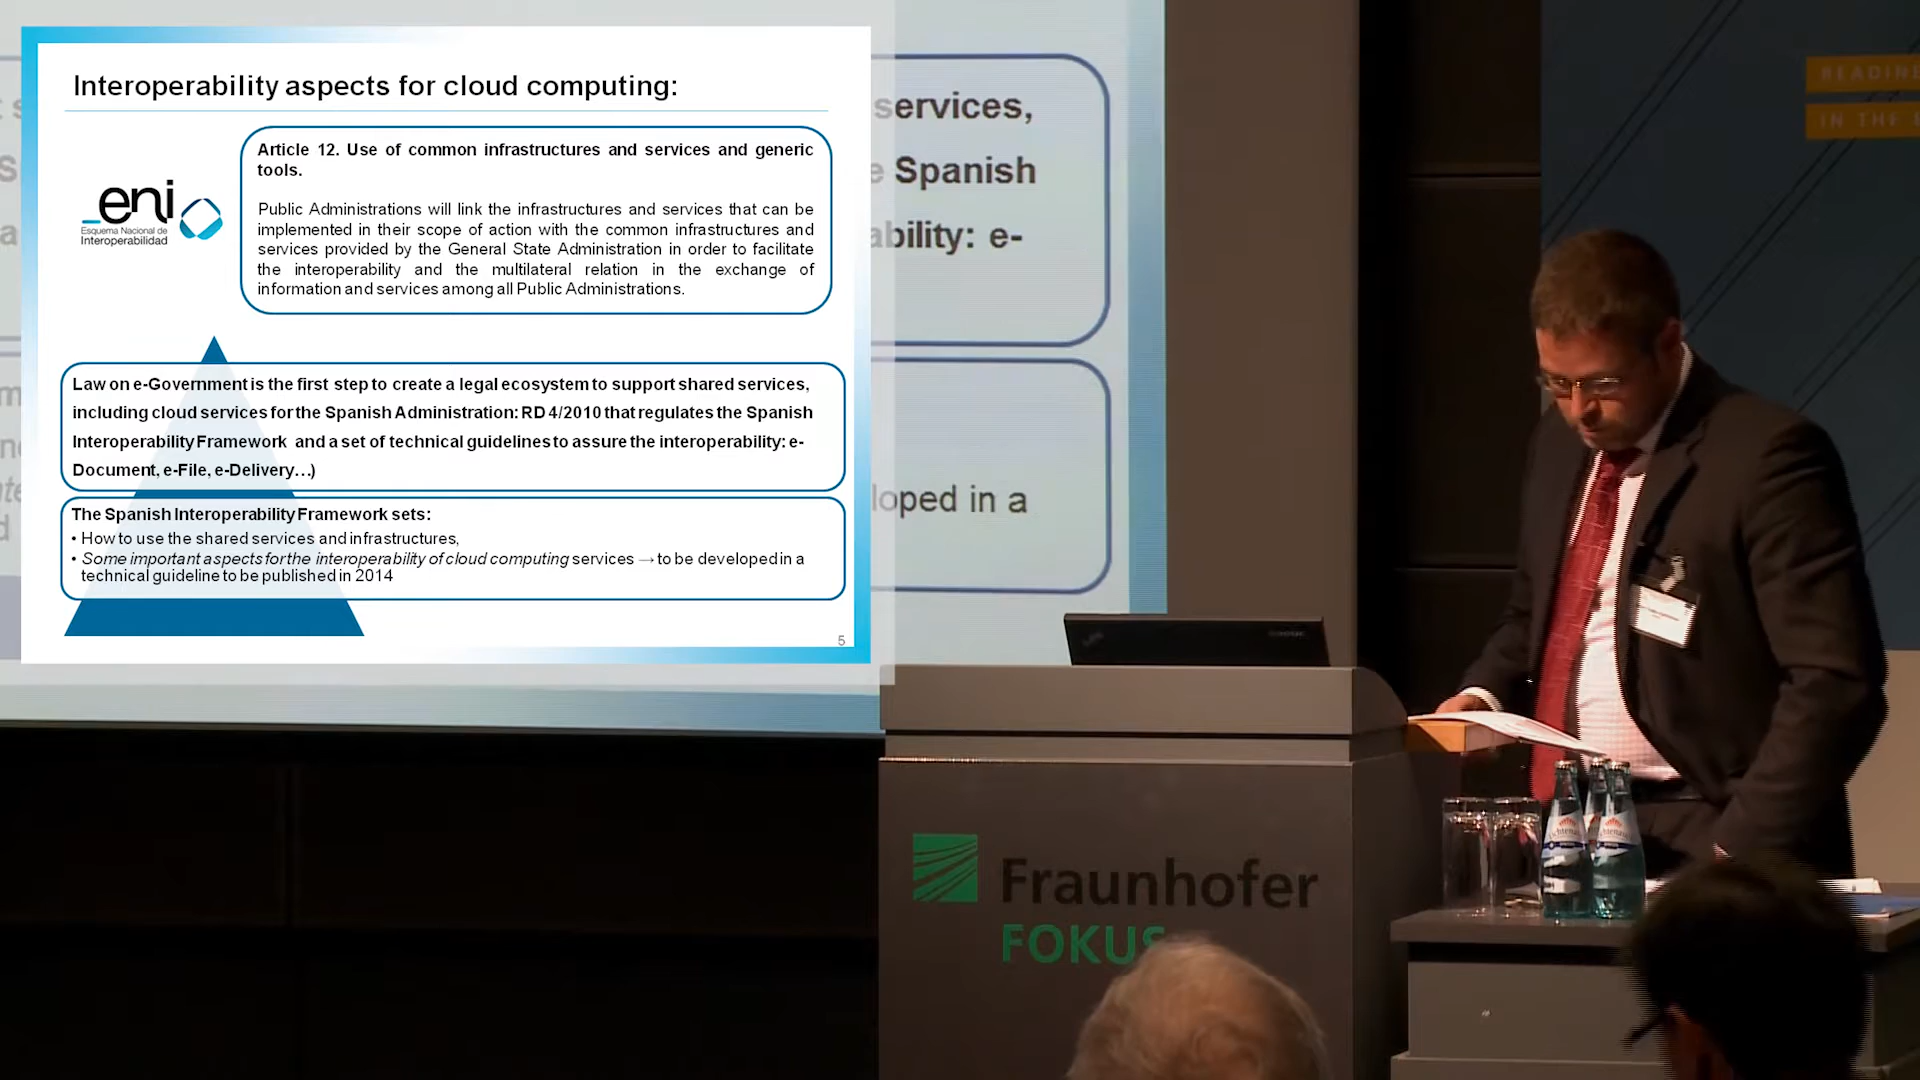 Interoperability aspects for cloud computing:
_eni
Esquema Nacional de
Interoperabilidad
Article 12. Use of common infrastructures and services and generic
tools.
Public Administrations will link the infrastructures and services that can be
implemented in their scope of action with the common infrastructures and
services provided by the General State Administration in order to facilitate
the interoperability and the multilateral relation in the exchange of
information and services among all Public Administrations.
Law on e-Government is the first step to create a legal ecosystem to support shared services,
including cloud services for the Spanish Administration: RD 4/2010 that regulates the Spanish
Interoperability Framework and a set of technical guidelines to assure the interoperability: e-
Document, e-File, e-Delivery...)
The Spanish Interoperability Framework sets:
• How to use the shared services and infrastructures,
• Some important aspects for the interoperability of cloud computing services → to be developed in a
technical guideline to be published in 2014
5
services,
Spanish
ability: e-
loped in a
READIN
IN THE
Fraunhofer
FOKUS